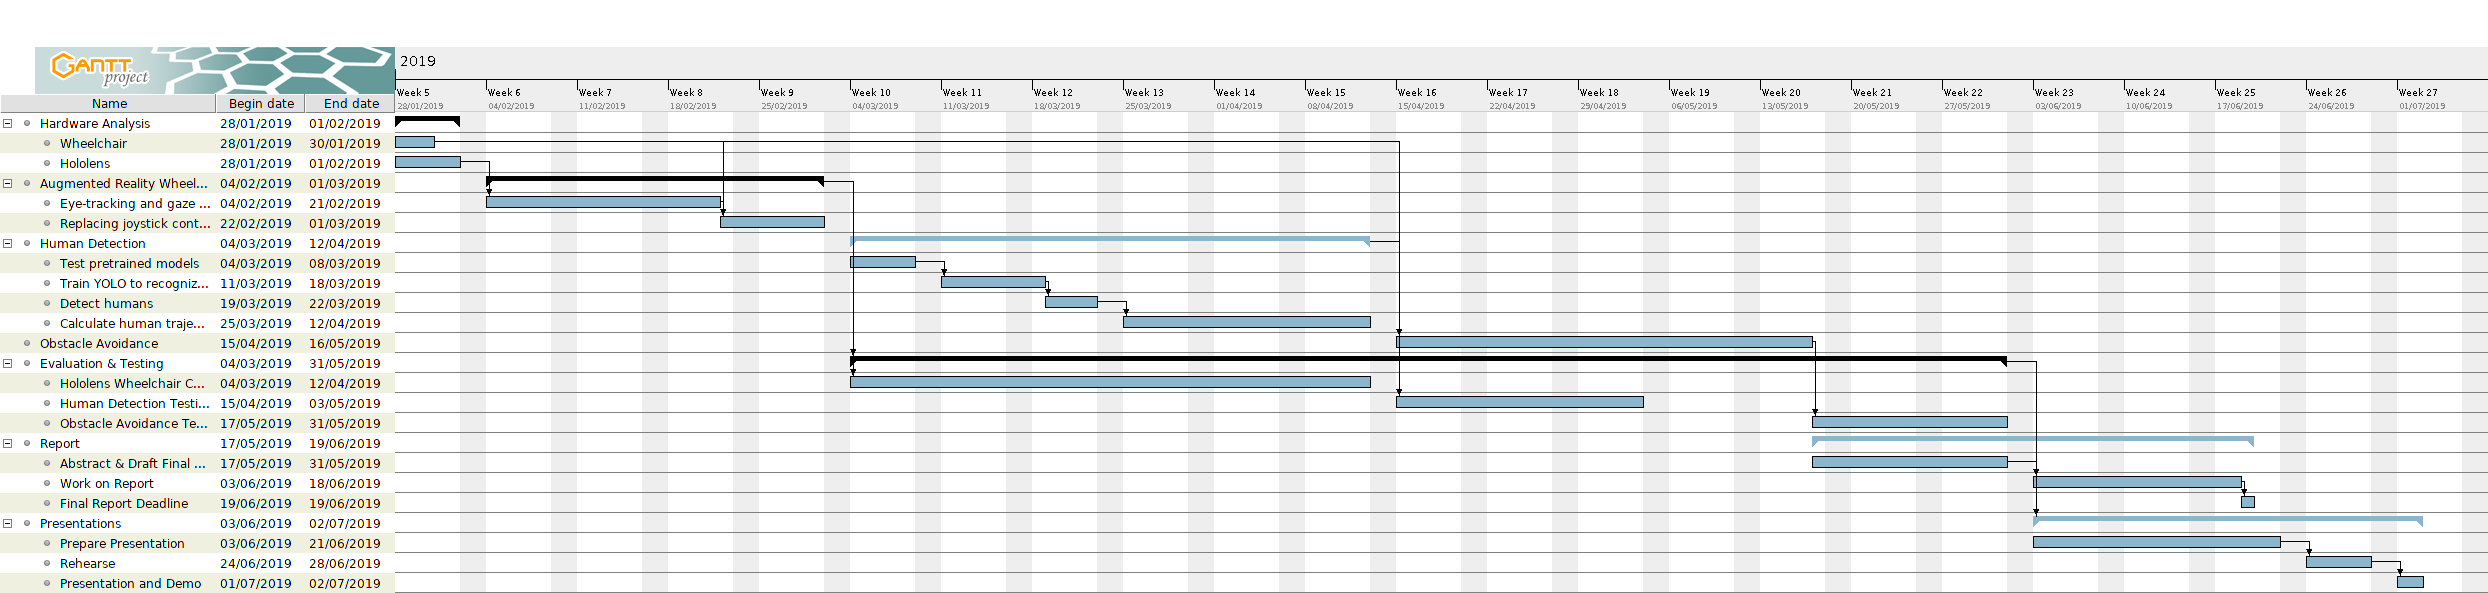 GANTT project
2019
Week 5 Week 6 Week 7 Week 8 Week 9 Week 10 Week 11 Week 12 Week 13 Week 14 Week 15 Week 16 Week 17 Week 18 Week 19 Week 20 Week 21 Week 22 Week 23 Week 24 Week 25 Week 26 Week 27
28/01/2019 04/02/2019 11/02/2019 18/02/2019 25/02/2019 04/03/2019 11/03/2019 18/03/2019 25/03/2019 01/04/2019 08/04/2019 15/04/2019 22/04/2019 29/04/2019 06/05/2019 13/05/2019 20/05/2019 27/05/2019 03/06/2019 10/06/2019 17/06/2019 24/06/2019 01/07/2019
Name Begin date End date
Hardware Analysis 28/01/2019 01/02/2019
Wheelchair 28/01/2019 30/01/2019
Hololens 28/01/2019 01/02/2019
Augmented Reality Wheel... 04/02/2019 01/03/2019
Eye-tracking and gaze ... 04/02/2019 21/02/2019
Replacing joystick cont... 22/02/2019 01/03/2019
Human Detection 04/03/2019 12/04/2019
Test pretrained models 04/03/2019 08/03/2019
Train YOLO to recogniz... 11/03/2019 18/03/2019
Detect humans 19/03/2019 22/03/2019
Calculate human traje... 25/03/2019 12/04/2019
Obstacle Avoidance 15/04/2019 16/05/2019
Evaluation & Testing 04/03/2019 31/05/2019
Hololens Wheelchair C... 04/03/2019 12/04/2019
Human Detection Testi... 15/04/2019 03/05/2019
Obstacle Avoidance Te... 17/05/2019 31/05/2019
Report 17/05/2019 19/06/2019
Abstract & Draft Final ... 17/05/2019 31/05/2019
Work on Report 03/06/2019 18/06/2019
Final Report Deadline 19/06/2019 19/06/2019
Presentations 03/06/2019 02/07/2019
Prepare Presentation 03/06/2019 21/06/2019
Rehearse 24/06/2019 28/06/2019
Presentation and Demo 01/07/2019 02/07/2019